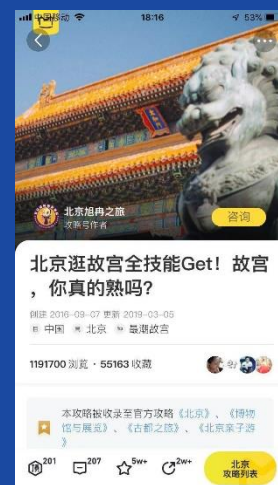 中国移动 18:16 53%
北京旭冉之旅
攻略号作者
咨询
北京逛故宫全技能Get！故宫
，你真的熟吗？
创建 2016-09-07 更新 2019-03-05
中国 北京 最潮故宫
1191700 浏览 · 55163 收藏
本攻略被收录至官方攻略《北京》、《博物
馆与展览》、《古都之旅》、《北京亲子游
》
201 207 5w+ 2w+
北京
攻略列表